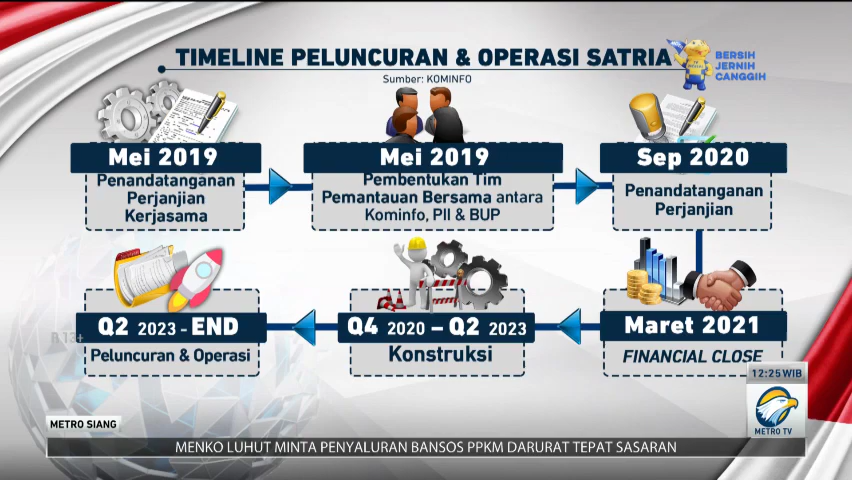 TIMELINE PELUNCURAN & OPERASI SATRIA
Sumber: KOMINFO
BERSIH
JERNIH
CANGGIH
Mei 2019
Penandatanganan
Perjanjian
Kerjasama
Mei 2019
Pembentukan Tim
Pemantauan Bersama antara
Kominfo, PII & BUP
Sep 2020
Penandatanganan
Perjanjian
Maret 2021
FINANCIAL CLOSE
Q4 2020 – Q2 2023
Konstruksi
Q2 2023 - END
Peluncuran & Operasi
R13+
12:25 WIB
METRO TV
METRO SIANG
MENKO LUHUT MINTA PENYALURAN BANSOS PPKM DARURAT TEPAT SASARAN